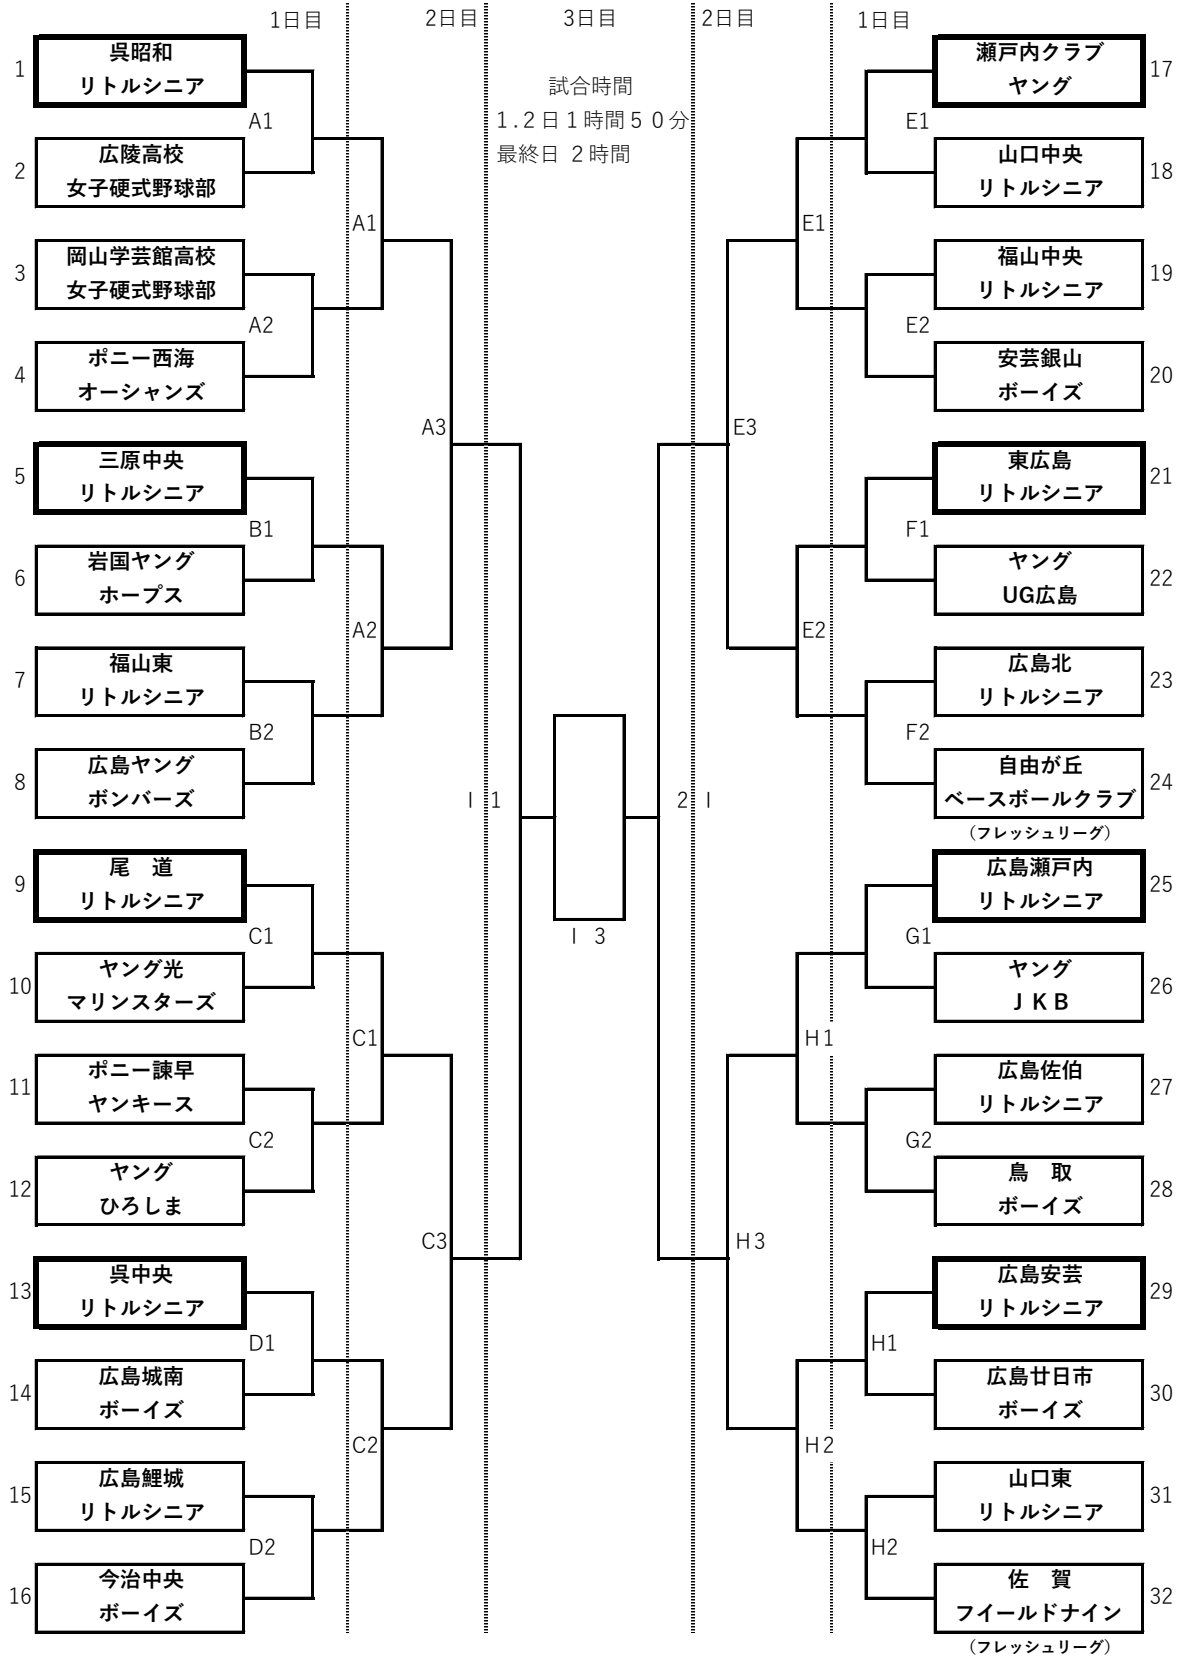 1日目
2日目
3日目
2日目
1日目
試合時間
1.2日1時間５０分
最終日 2時間
1
呉昭和
リトルシニア
A1
2
広陵高校
女子硬式野球部
A1
3
岡山学芸館高校
女子硬式野球部
A2
4
ポニー西海
オーシャンズ
A3
5
三原中央
リトルシニア
B1
6
岩国ヤング
ホープス
A2
7
福山東
リトルシニア
B2
8
広島ヤング
ボンバーズ
I 1
9
尾　道
リトルシニア
C1
10
ヤング光
マリンスターズ
C1
11
ポニー諫早
ヤンキース
C2
12
ヤング
ひろしま
C3
13
呉中央
リトルシニア
D1
14
広島城南
ボーイズ
C2
15
広島鯉城
リトルシニア
D2
16
今治中央
ボーイズ
I 3
瀬戸内クラブ
ヤング
17
E1
山口中央
リトルシニア
18
E1
福山中央
リトルシニア
19
E2
安芸銀山
ボーイズ
20
E3
東広島
リトルシニア
21
F1
ヤング
UG広島
22
E2
広島北
リトルシニア
23
F2
自由が丘
ベースボールクラブ
24
（フレッシュリーグ）
2 I
広島瀬戸内
リトルシニア
25
G1
ヤング
ＪＫＢ
26
H1
広島佐伯
リトルシニア
27
G2
鳥　取
ボーイズ
28
H3
広島安芸
リトルシニア
29
H1
広島廿日市
ボーイズ
30
H2
山口東
リトルシニア
31
H2
佐　賀
フイールドナイン
32
（フレッシュリーグ）